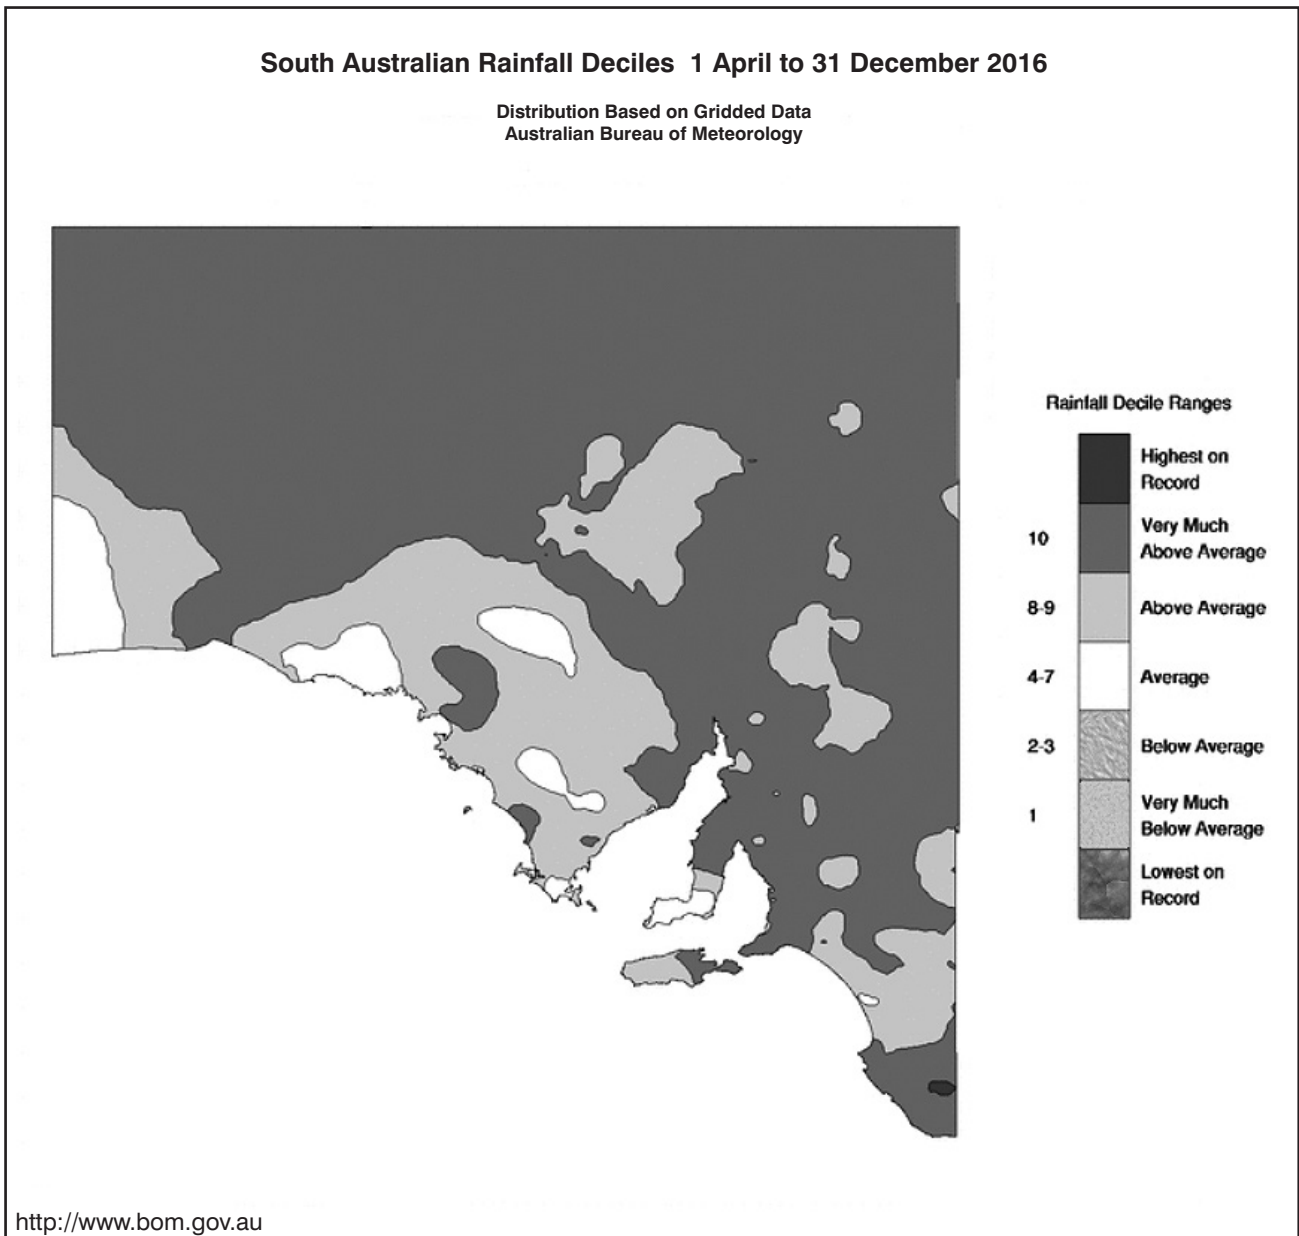 South Australian Rainfall Deciles  1 April to 31 December 2016
Distribution Based on Gridded Data
Australian Bureau of Meteorology
Rainfall Decile Ranges
Highest on
Record
10
Very Much
Above Average
8-9
Above Average
4-7
Average
2-3
Below Average
1
Very Much
Below Average
Lowest on
Record
http://www.bom.gov.au